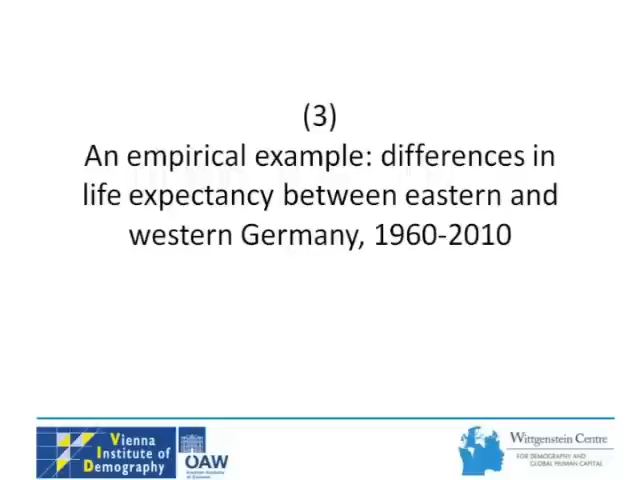 (3)
An empirical example: differences in
life expectancy between eastern and
western Germany, 1960-2010
Vienna
Institute of
Demography
ÖAW
Wittgenstein Centre
FOR DEMOGRAPHY AND
GLOBAL HUMAN CAPITAL